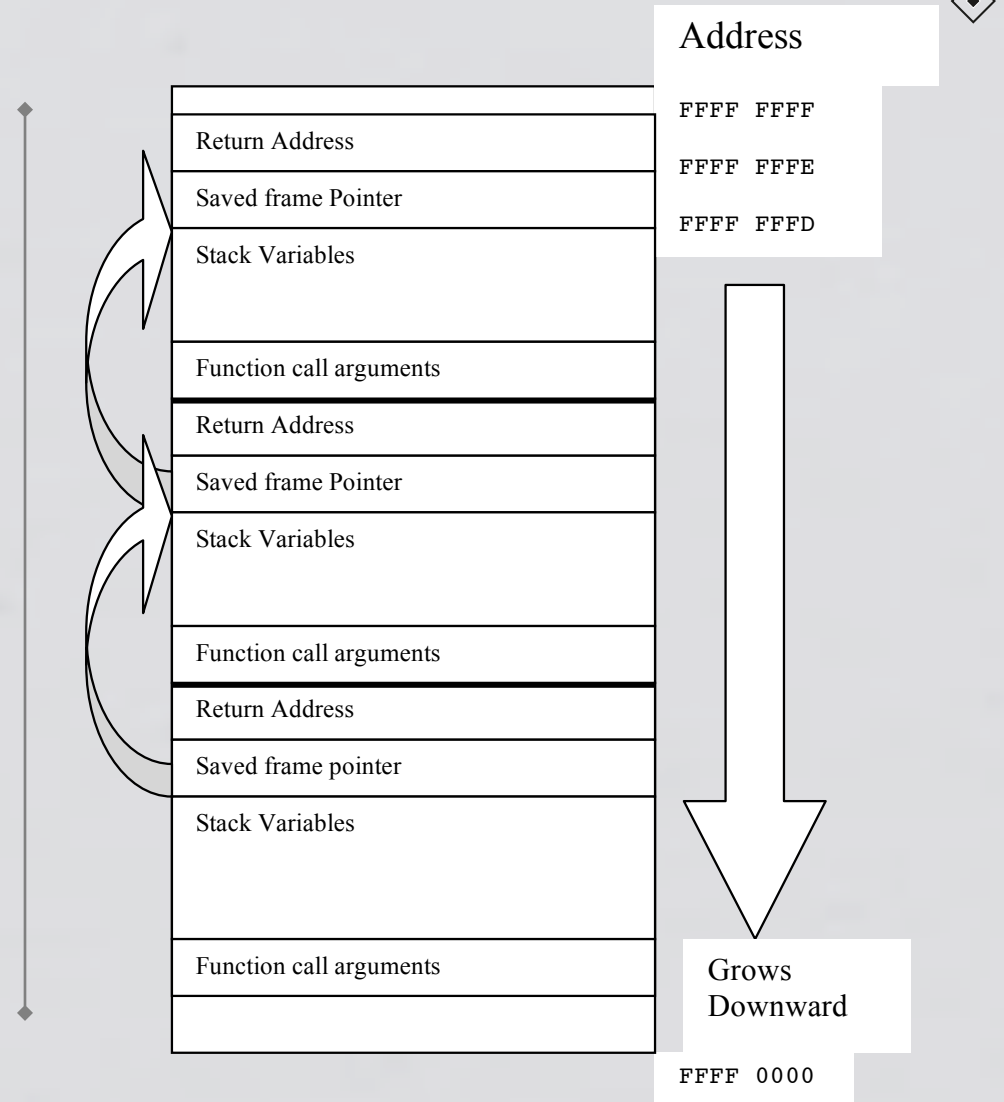 Address
FFFF FFFF
Return Address
FFFF FFFE
Saved frame Pointer
FFFF FFFD
Stack Variables
Function call arguments
Return Address
Saved frame Pointer
Stack Variables
Function call arguments
Return Address
Saved frame pointer
Stack Variables
Function call arguments
Grows
Downward
FFFF 0000